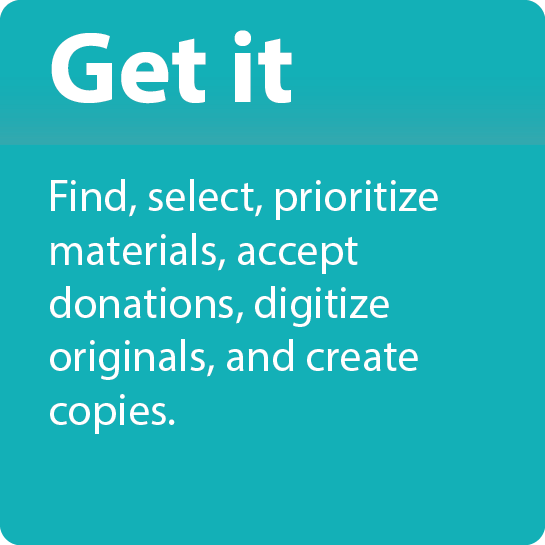 Get it
Find, select, prioritize
materials, accept
donations, digitize
originals, and create
copies.